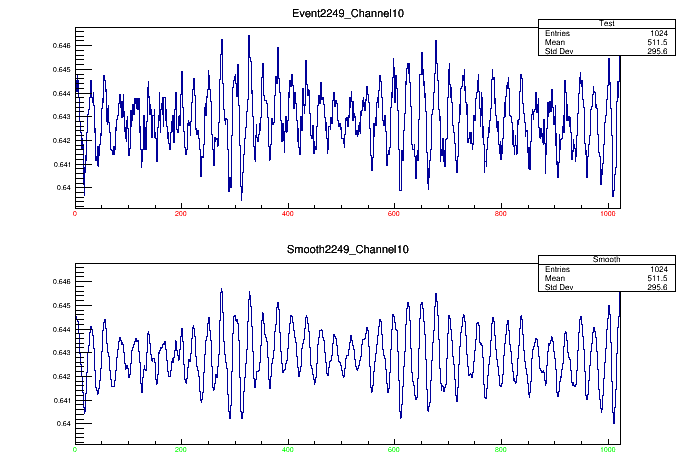 Event2249_Channel10
Test
Entries 1024
Mean 511.5
Std Dev 295.6
0.646
0.645
0.644
0.643
0.642
0.641
0.64
0 200 400 600 800 1000
Smooth2249_Channel10
Smooth
Entries 1024
Mean 511.5
Std Dev 295.6
0.646
0.645
0.644
0.643
0.642
0.641
0.64
0 200 400 600 800 1000